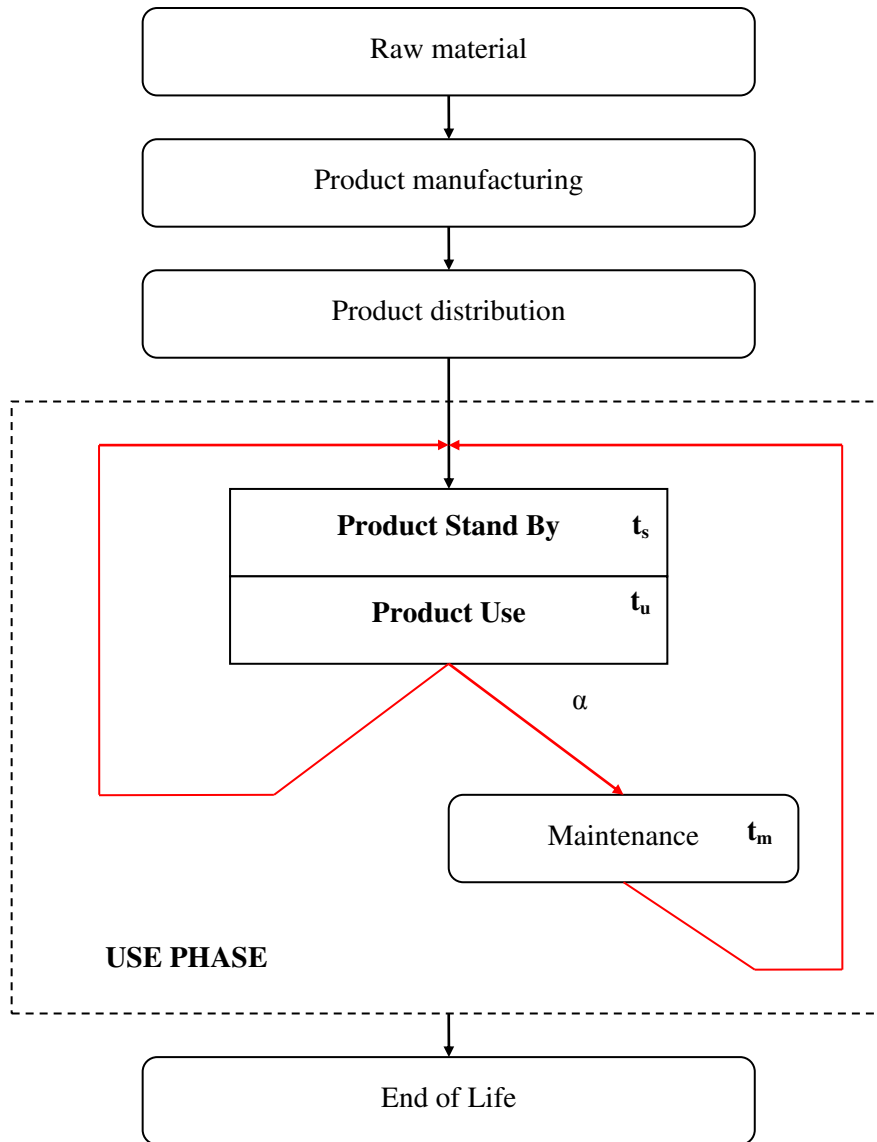 Raw material
Product manufacturing
Product distribution
Product Stand By tₛ
Product Use tᵤ
α
Maintenance tₘ
USE PHASE
End of Life